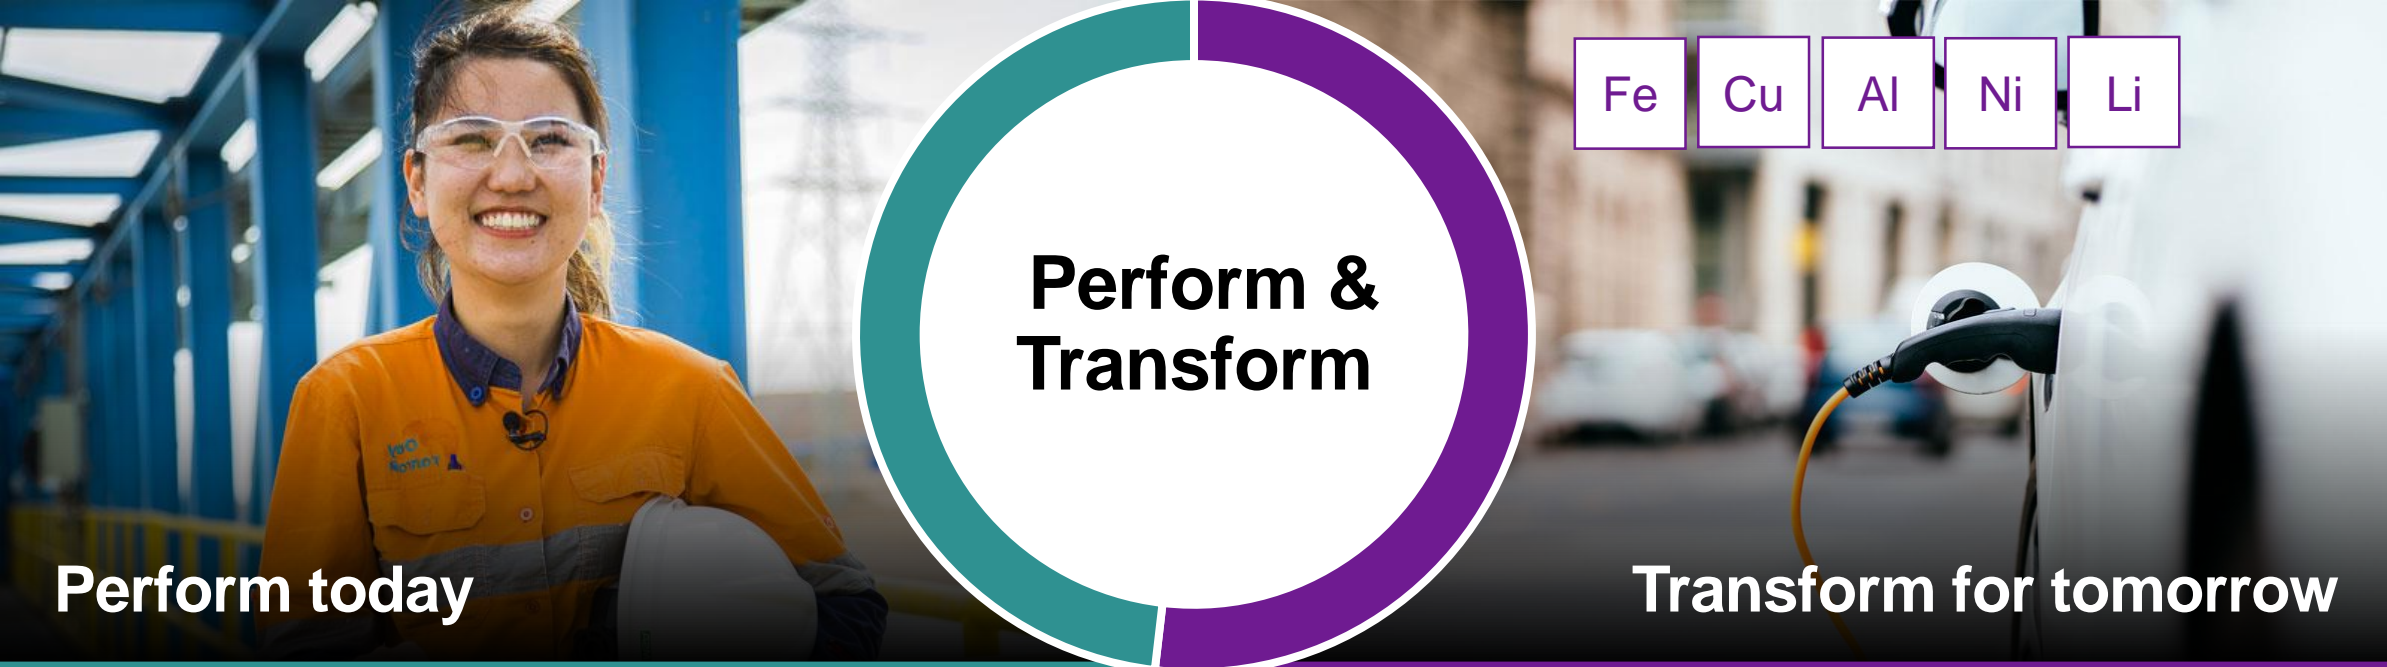 Fe
Cu
Al
Ni
Li
Perform &
Transform
Perform today
Transform for tomorrow